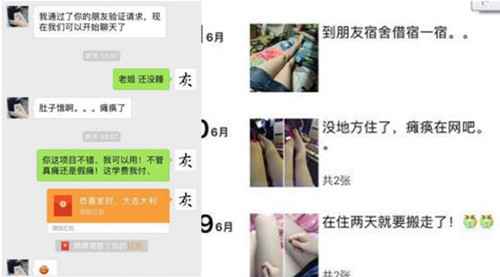 我通过了你的朋友验证请求，现
在我们可以开始聊天了
老姐 还没睡
肚子饿啊。。。瘫痪了
你这项目不错，我可以用！不管
真瘫还是假瘫！这学费我付、
恭喜发财，大吉大利
6月
到朋友宿舍借宿一宿。。
6月
没地方住了，瘫痪在网吧。
。
共2张
9 6月
在住两天就要搬走了！
共2张